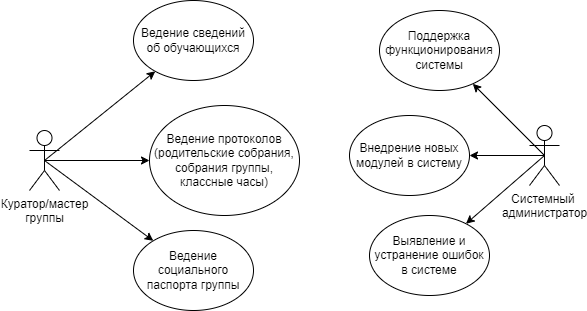 Ведение сведений
об обучающихся
Ведение протоколов
(родительские собрания,
собрания группы,
классные часы)
Куратор/мастер
группы
Ведение
социального
паспорта группы
Поддержка
функционирования
системы
Внедрение новых
модулей в систему
Системный
администратор
Выявление и
устранение ошибок
в системе